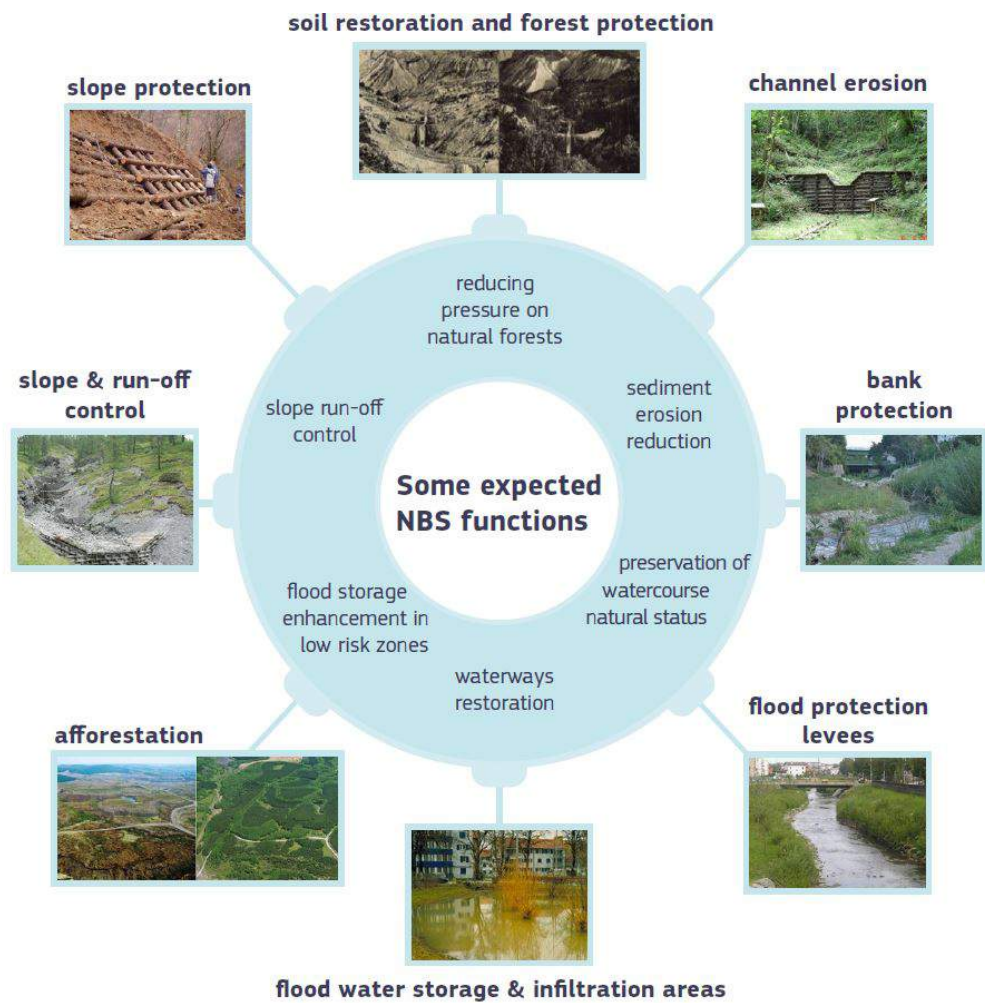 soil restoration and forest protection
slope protection
channel erosion
reducing
pressure on
natural forests
slope & run-off
control
slope run-off
control
sediment
erosion
reduction
bank
protection
Some expected
NBS functions
flood storage
enhancement in
low risk zones
preservation of
watercourse
natural status
waterways
restoration
afforestation
flood protection
levees
flood water storage & infiltration areas